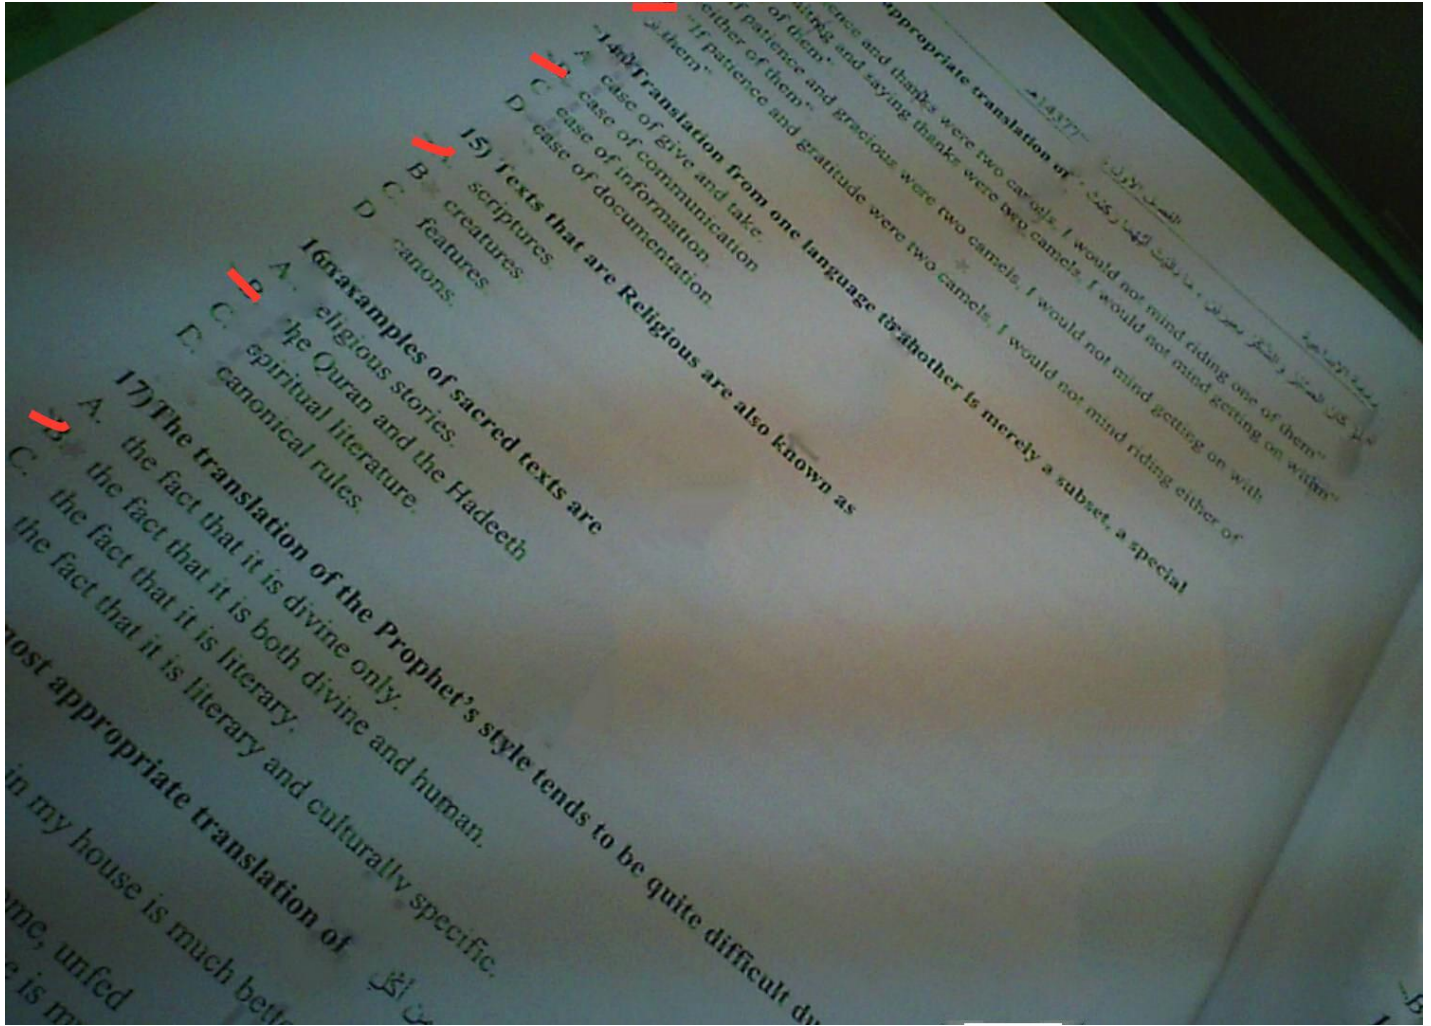 ١٤٣٧هـ الفصل الأول
appropriate translation of
ence and thanks were two camels, I would not mind riding one of them"
and saying thanks were two camels, I would not mind getting on
of them"
If patience and gracious were two camels, I would not mind getting on with
either of them"
"If patience and gratitude were two camels, I would not mind riding either of
them"
14) Translation from one language to another is merely a subset, a special
A case of give and take.
case of communication
C case of information.
D case of documentation.
15) Texts that are Religious are also known as
scriptures.
B creatures.
C. features.
D canons.
16) examples of sacred texts are
A. eligious stories.
B he Quran and the Hadeeth
C. spiritual literature.
D. canonical rules.
17) The translation of the Prophet's style tends to be quite difficult du
A. the fact that it is divine only.
B. the fact that it is both divine and human.
C. the fact that it is literary.
the fact that it is literary and culturally specific.
most appropriate translation of
in my house is much bette
ome, unfed
e is m